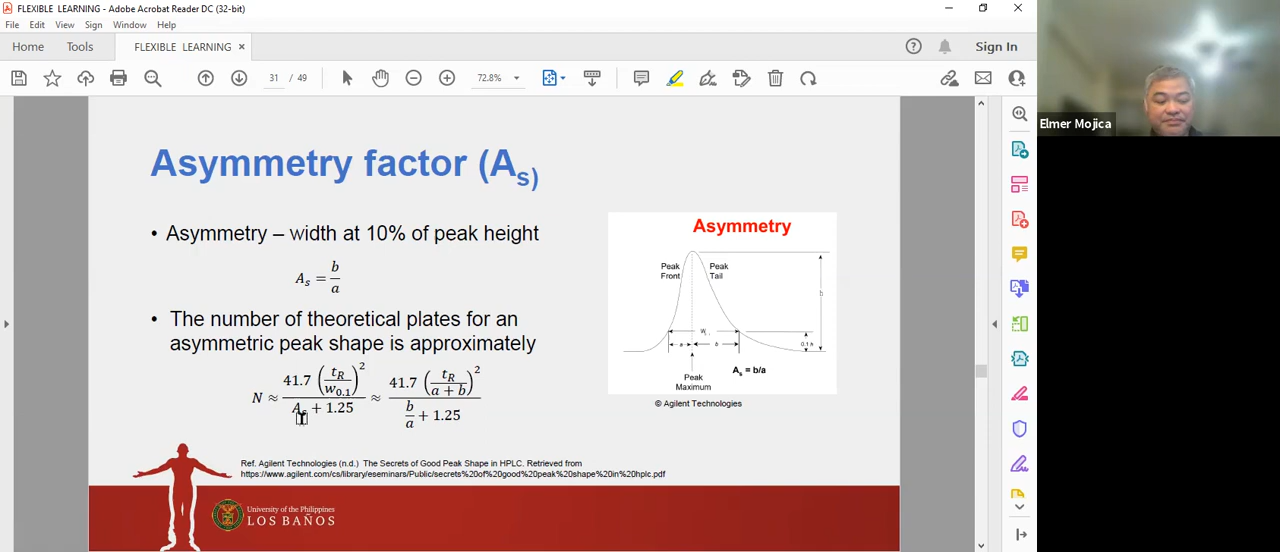 FLEXIBLE LEARNING - Adobe Acrobat Reader DC (32-bit)
File Edit View Sign Window Help
Home Tools FLEXIBLE LEARNING × Sign In
31 / 49 72.8%
Elmer Mojica
Asymmetry factor (As)
• Asymmetry – width at 10% of peak height
As = b/a
• The number of theoretical plates for an
asymmetric peak shape is approximately
N ≈ 41.7 (tR/w0.1)² / (As + 1.25) ≈ 41.7 (tR/(a + b))² / (b/a + 1.25)
Asymmetry
Peak
Front
Peak
Tail
h
a
b
0.1 h
As = b/a
Peak
Maximum
© Agilent Technologies
Ref. Agilent Technologies (n.d.) The Secrets of Good Peak Shape in HPLC. Retrieved from
https://www.agilent.com/cs/library/eseminars/Public/secrets%20of%20good%20peak%20shape%20in%20hplc.pdf
University of the Philippines
LOS BAÑOS